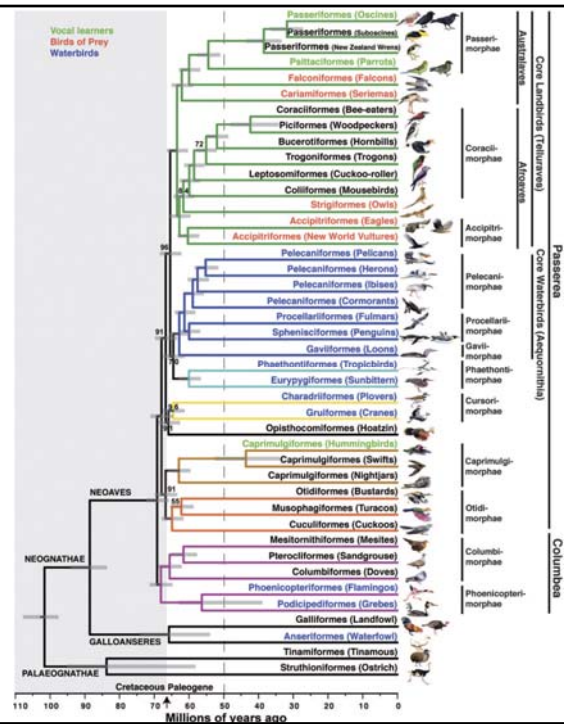 Vocal learners
Birds of Prey
Waterbirds
Passeriformes (Oscines)
Passeriformes (Suboscines)
Passeriformes (New Zealand Wrens)
Psittaciformes (Parrots)
Falconiformes (Falcons)
Cariamiformes (Seriemas)
Coraciiformes (Bee-eaters)
Piciformes (Woodpeckers)
72
Bucerotiformes (Hornbills)
Trogoniformes (Trogons)
Leptosomiformes (Cuckoo-roller)
Coliiformes (Mousebirds)
Strigiformes (Owls)
Accipitriformes (Eagles)
Accipitriformes (New World Vultures)
96
Pelecaniformes (Pelicans)
Pelecaniformes (Herons)
Pelecaniformes (Ibises)
Pelecaniformes (Cormorants)
Procellariiformes (Fulmars)
91
Sphenisciformes (Penguins)
Gaviiformes (Loons)
Phaethontiformes (Tropicbirds)
Eurypygiformes (Sunbittern)
Charadriiformes (Plovers)
Gruiformes (Cranes)
Opisthocomiformes (Hoatzin)
Caprimulgiformes (Hummingbirds)
Caprimulgiformes (Swifts)
Caprimulgiformes (Nightjars)
91
NEOAVES
Otidiformes (Bustards)
55
Musophagiformes (Turacos)
Cuculiformes (Cuckoos)
Mesitornithiformes (Mesites)
Pterocliformes (Sandgrouse)
NEOGNATHAE
Columbiformes (Doves)
Phoenicopteriformes (Flamingos)
Podicipediformes (Grebes)
Galliformes (Landfowl)
Anseriformes (Waterfowl)
GALLOANSERES
Tinamiformes (Tinamous)
PALAEOGNATHAE
Struthioniformes (Ostrich)
Passeri-
morphae
Coracii-
morphae
Accipitri-
morphae
Pelecani-
morphae
Procellarii-
morphae
Gavii-
morphae
Phaethonti-
morphae
Cursori-
morphae
Caprimulgi-
morphae
Otidi-
morphae
Columbi-
morphae
Phoenicopteri-
morphae
Australaves
Afroaves
Core Landbirds (Telluraves)
Core Waterbirds (Aequornithia)
Passerea
Columbea
Cretaceous Paleogene
110 100 90 80 70 60 50 40 30 20 10 0
Millions of years ago